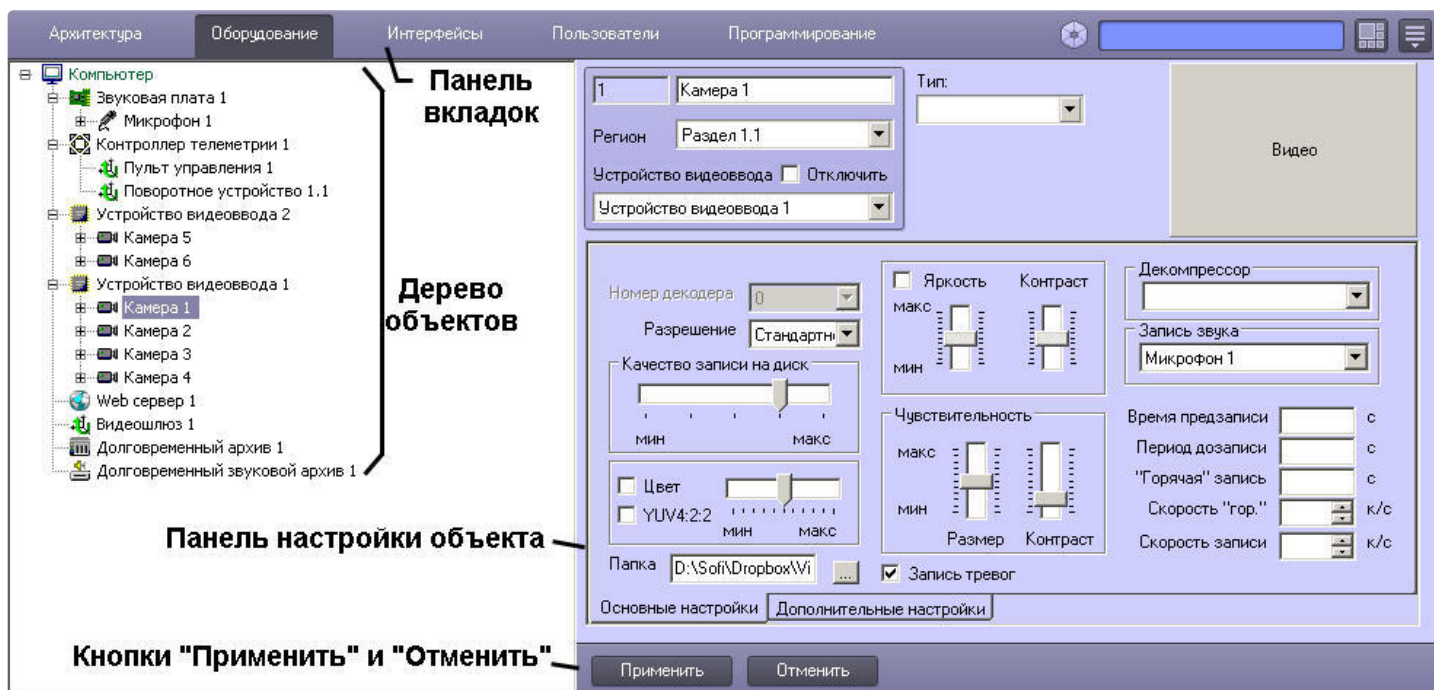 Архитектура Оборудование Интерфейсы Пользователи Программирование
Компьютер
Звуковая плата 1
Микрофон 1
Контроллер телеметрии 1
Пульт управления 1
Поворотное устройство 1.1
Устройство видеоввода 2
Камера 5
Камера 6
Устройство видеоввода 1
Камера 1
Камера 2
Камера 3
Камера 4
Web сервер 1
Видеошлюз 1
Долговременный архив 1
Долговременный звуковой архив 1
Панель
вкладок
Дерево
объектов
Панель настройки объекта
Кнопки "Применить" и "Отменить"
1 Камера 1
Регион Раздел 1.1
Устройство видеоввода Отключить
Устройство видеоввода 1
Тип:
Видео
Номер декодера 0
Разрешение Стандартн
Качество записи на диск
мин макс
Цвет
YUV4:2:2
мин макс
Папка D:\Sofi\Dropbox\Vi ...
Яркость Контраст
макс
мин
Чувствительность
макс
мин
Размер Контраст
Запись тревог
Декомпрессор
Запись звука
Микрофон 1
Время предзаписи с
Период дозаписи с
"Горячая" запись с
Скорость "гор." к/с
Скорость записи к/с
Основные настройки Дополнительные настройки
Применить Отменить